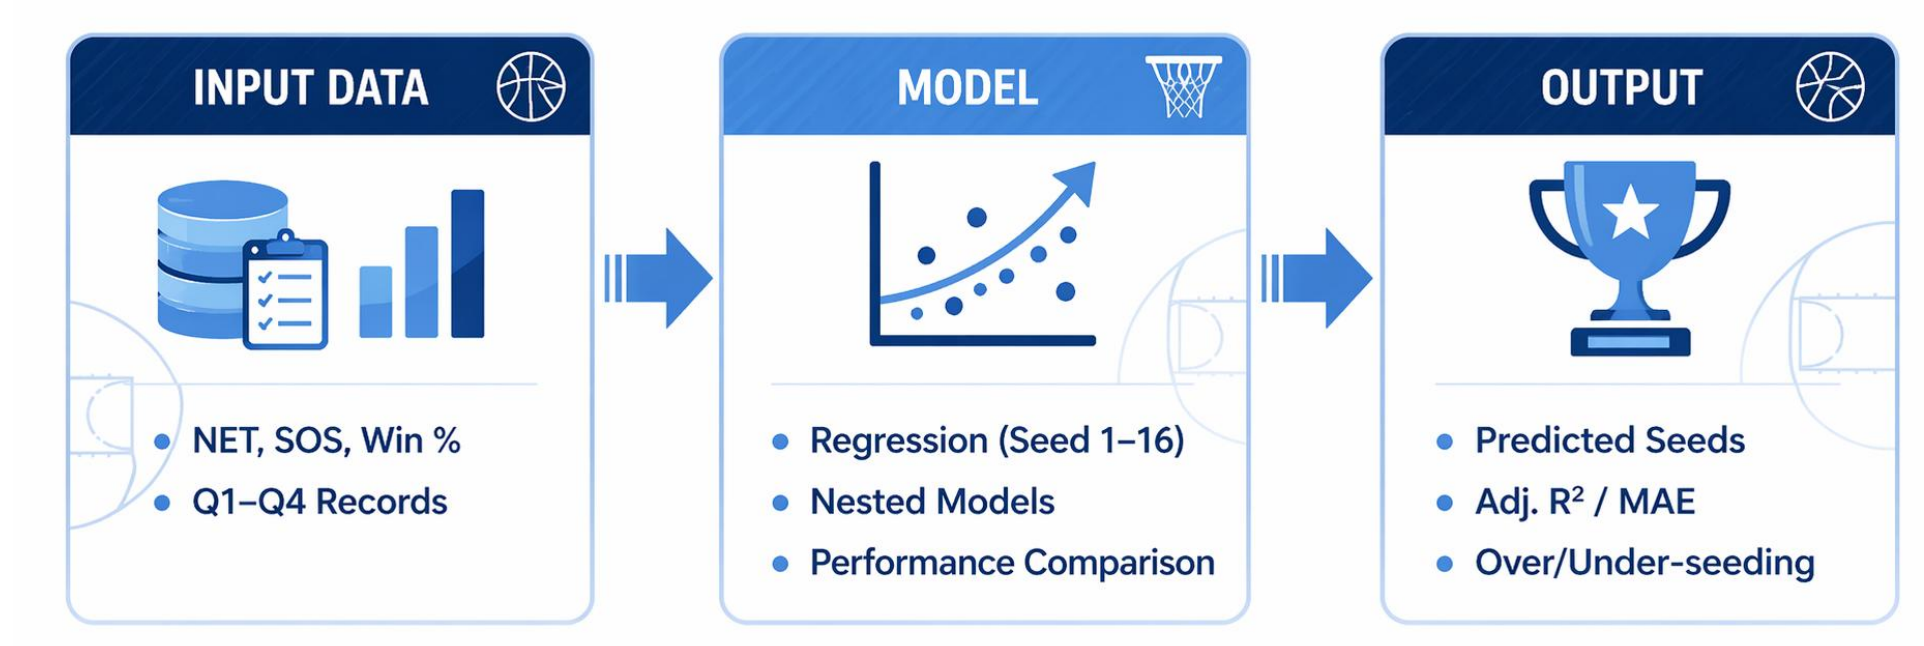 INPUT DATA
NET, SOS, Win %
Q1–Q4 Records
MODEL
Regression (Seed 1–16)
Nested Models
Performance Comparison
OUTPUT
Predicted Seeds
Adj. R² / MAE
Over/Under-seeding